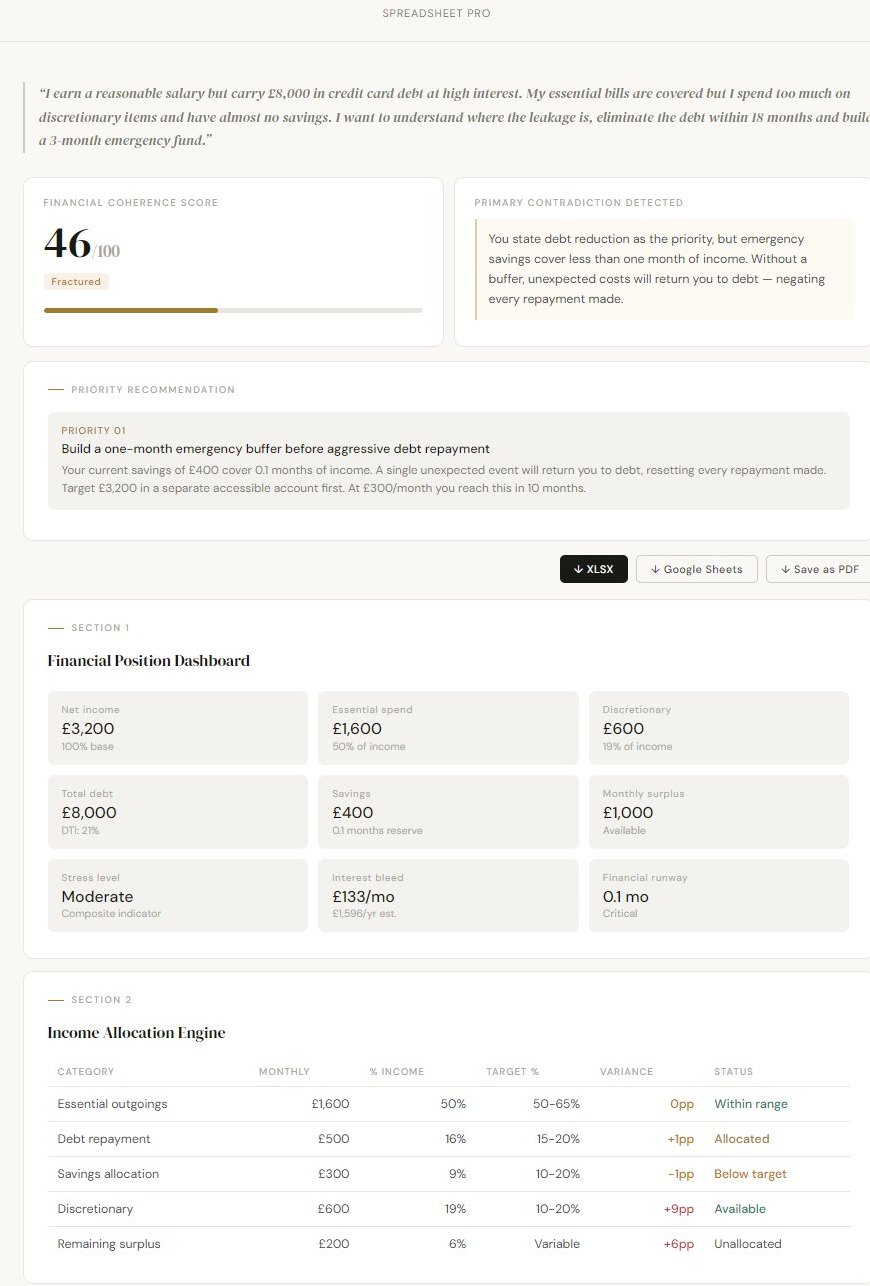 SPREADSHEET PRO
“I earn a reasonable salary but carry £8,000 in credit card debt at high interest. My essential bills are covered but I spend too much on
discretionary items and have almost no savings. I want to understand where the leakage is, eliminate the debt within 18 months and build
a 3-month emergency fund.”
FINANCIAL COHERENCE SCORE
46/100
Fractured
PRIMARY CONTRADICTION DETECTED
You state debt reduction as the priority, but emergency
savings cover less than one month of income. Without a
buffer, unexpected costs will return you to debt — negating
every repayment made.
PRIORITY RECOMMENDATION
PRIORITY 01
Build a one-month emergency buffer before aggressive debt repayment
Your current savings of £400 cover 0.1 months of income. A single unexpected event will return you to debt, resetting every repayment made.
Target £3,200 in a separate accessible account first. At £300/month you reach this in 10 months.
↓ XLSX ↓ Google Sheets ↓ Save as PDF
SECTION 1
Financial Position Dashboard
Net income Essential spend Discretionary
£3,200 £1,600 £600
100% base 50% of income 19% of income
Total debt Savings Monthly surplus
£8,000 £400 £1,000
DTI: 21% 0.1 months reserve Available
Stress level Interest bleed Financial runway
Moderate £133/mo 0.1 mo
Composite indicator £1,596/yr est. Critical
SECTION 2
Income Allocation Engine
CATEGORY MONTHLY % INCOME TARGET % VARIANCE STATUS
Essential outgoings £1,600 50% 50-65% 0pp Within range
Debt repayment £500 16% 15-20% +1pp Allocated
Savings allocation £300 9% 10-20% -1pp Below target
Discretionary £600 19% 10-20% +9pp Available
Remaining surplus £200 6% Variable +6pp Unallocated